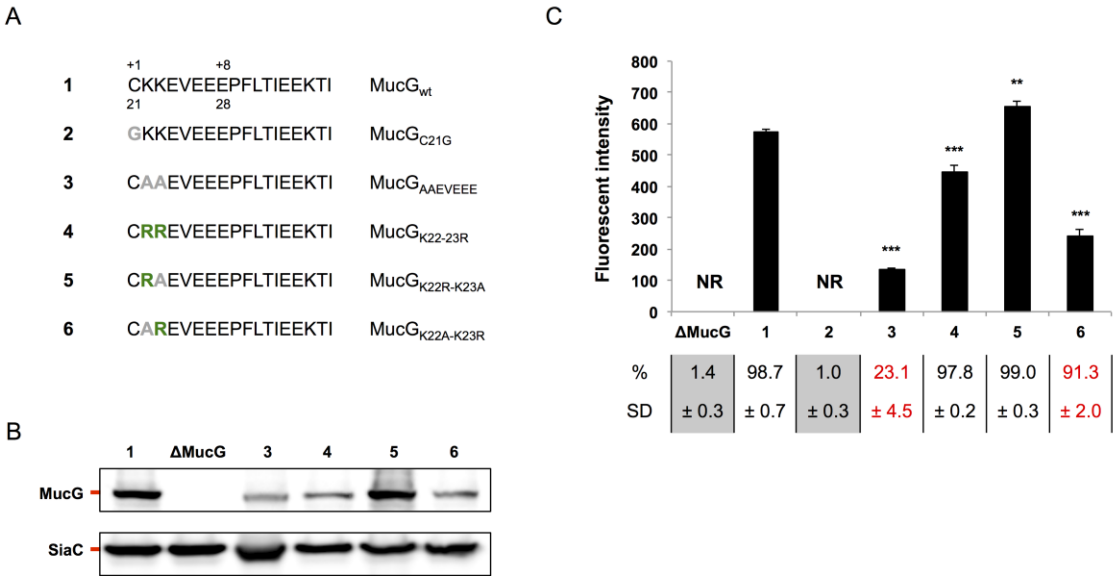 A
+1 +8
1 CKKEVEEEPFLTIEEKTI MucGwt
21 28
2 GKKEVEEEPFLTIEEKTI MucGC21G
3 CAAEVEEEPFLTIEEKTI MucGAAEVEEE
4 CRREVEEEPFLTIEEKTI MucGK22-23R
5 CRAEVEEEPFLTIEEKTI MucGK22R-K23A
6 CAREVEEEPFLTIEEKTI MucGK22A-K23R
B
1 ΔMucG 3 4 5 6
MucG
SiaC
C
Fluorescent intensity
800
700
600
500
400
300
200
100
0
NR NR *** *** ** ***
ΔMucG 1 2 3 4 5 6
% 1.4 98.7 1.0 23.1 97.8 99.0 91.3
SD ± 0.3 ± 0.7 ± 0.3 ± 4.5 ± 0.2 ± 0.3 ± 2.0